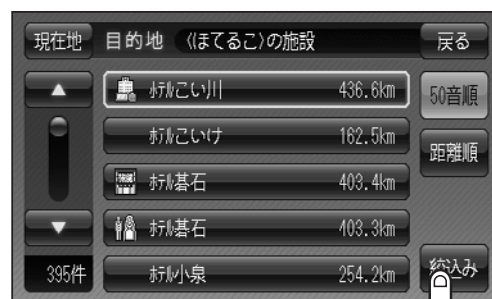 現在地 目的地 〈ほてるこ〉の施設 戻る
ホテルこい川 436.6km 50音順
ホテルこいけ 162.5km
距離順
ホテル碁石 403.4km
ホテル碁石 403.3km
395件 ホテル小泉 254.2km 絞込み